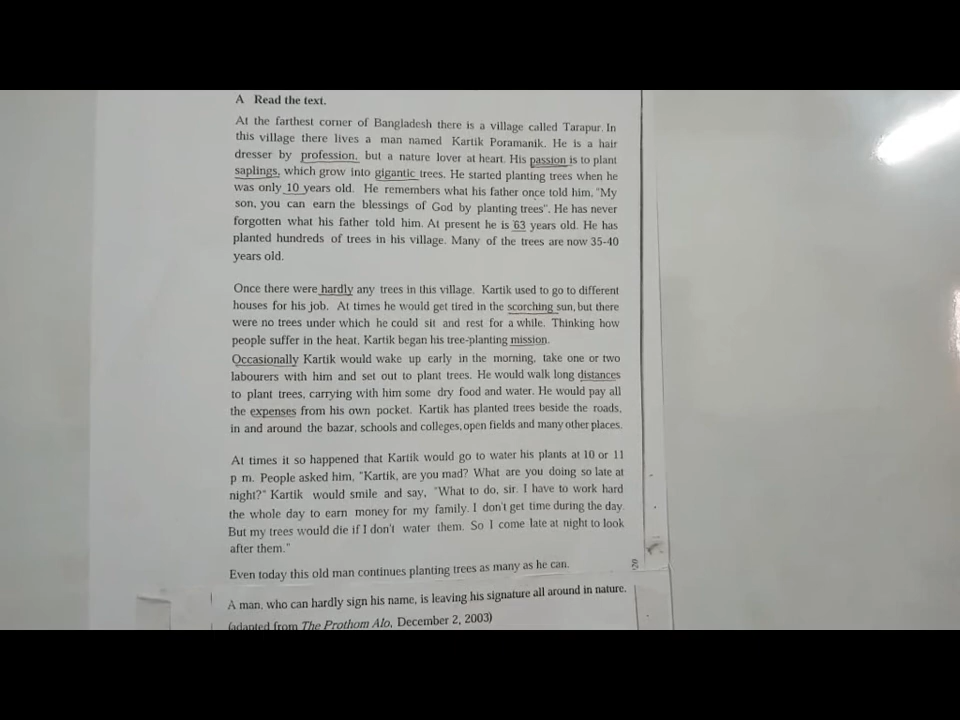 A Read the text.
At the farthest corner of Bangladesh there is a village called Tarapur. In
this village there lives a man named Kartik Poramanik. He is a hair
dresser by profession, but a nature lover at heart. His passion is to plant
saplings, which grow into gigantic trees. He started planting trees when he
was only 10 years old. He remembers what his father once told him, "My
son, you can earn the blessings of God by planting trees". He has never
forgotten what his father told him. At present he is 63 years old. He has
planted hundreds of trees in his village. Many of the trees are now 35-40
years old.
Once there were hardly any trees in this village. Kartik used to go to different
houses for his job. At times he would get tired in the scorching sun, but there
were no trees under which he could sit and rest for a while. Thinking how
people suffer in the heat, Kartik began his tree-planting mission.
Occasionally Kartik would wake up early in the morning, take one or two
labourers with him and set out to plant trees. He would walk long distances
to plant trees, carrying with him some dry food and water. He would pay all
the expenses from his own pocket. Kartik has planted trees beside the roads,
in and around the bazar, schools and colleges, open fields and many other places.
At times it so happened that Kartik would go to water his plants at 10 or 11
p m. People asked him, "Kartik, are you mad? What are you doing so late at
night?" Kartik would smile and say, "What to do, sir. I have to work hard
the whole day to earn money for my family. I don't get time during the day.
But my trees would die if I don't water them. So I come late at night to look
after them."
Even today this old man continues planting trees as many as he can.
A man, who can hardly sign his name, is leaving his signature all around in nature.
(adapted from The Prothom Alo, December 2, 2003)